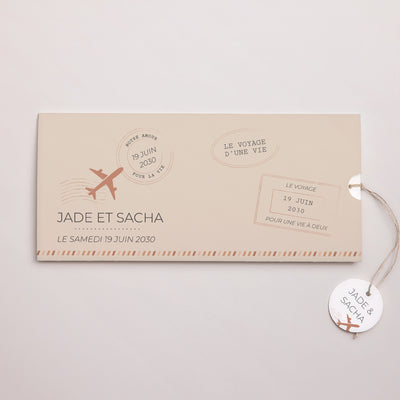 NOTRE AMOUR
19 JUIN
2030
POUR LA VIE
LE VOYAGE
D'UNE VIE
LE VOYAGE
19 JUIN
2030
POUR UNE VIE À DEUX
JADE ET SACHA
LE SAMEDI 19 JUIN 2030
JADE &
SACHA